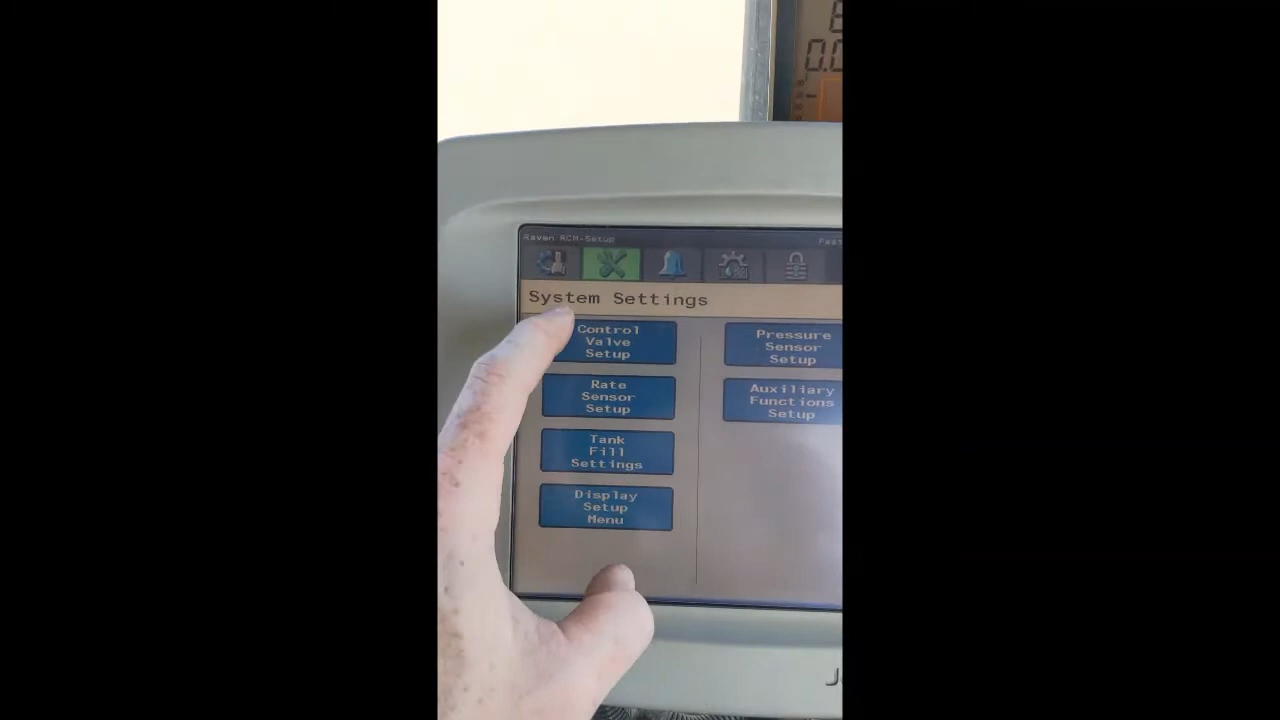 Raven RCM-Setup
System Settings
Control
Valve
Setup
Rate
Sensor
Setup
Tank
Fill
Settings
Display
Setup
Menu
Pressure
Sensor
Setup
Auxiliary
Functions
Setup